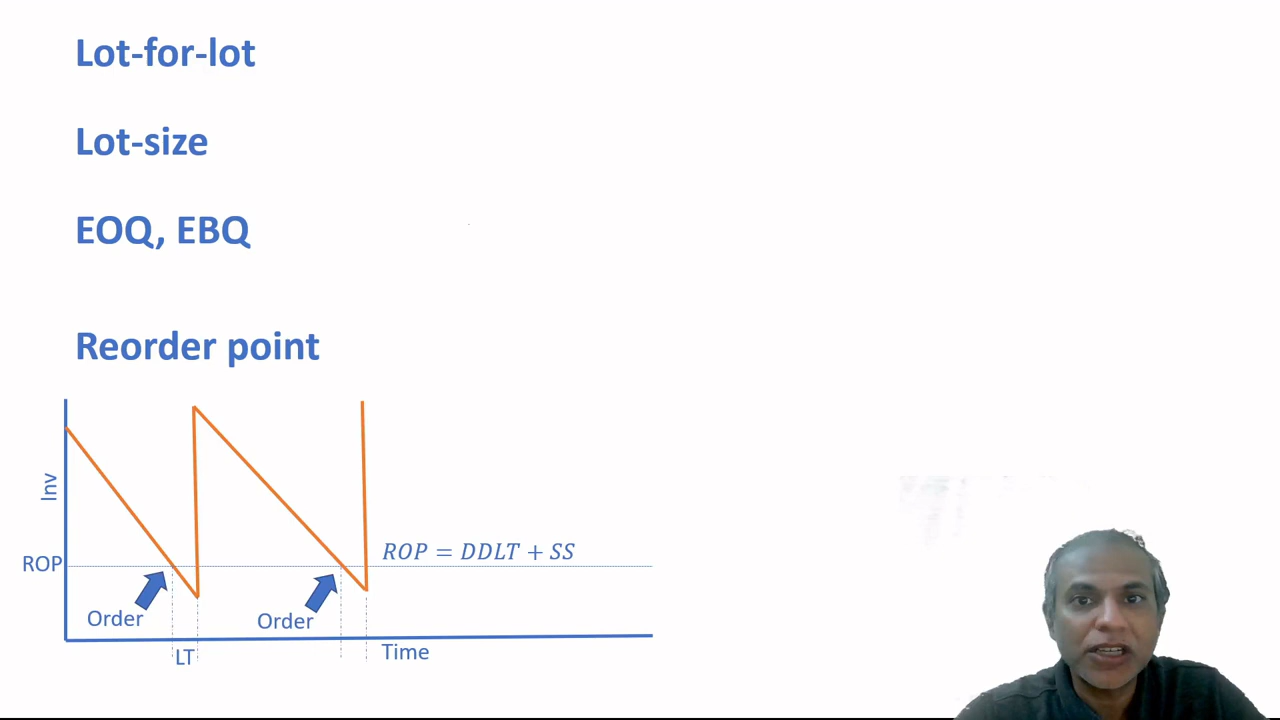 Lot-for-lot
Lot-size
EOQ, EBQ
Reorder point
Inv
ROP
ROP = DDLT + SS
Order
Order
LT
Time